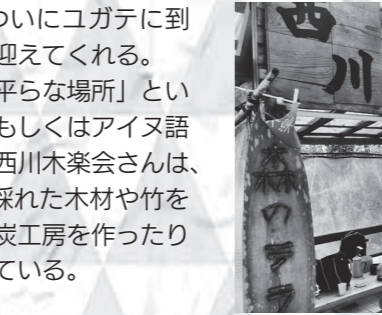 ついにユガテに到
迎えてくれる。
平らな場所」とい
もしくはアイヌ語
西川木楽会さんは、
採れた木材や竹を
炭工房を作ったり
ている。
西川
森のテラ